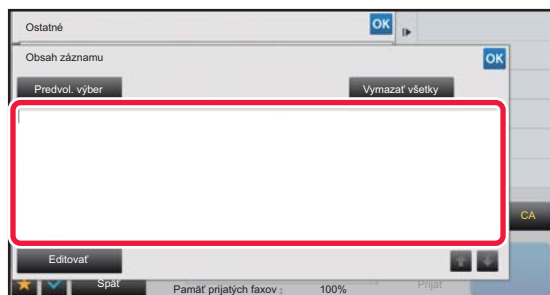 Ostatné
OK
Obsah záznamu
OK
Predvol. výber
Vymazať všetky
CA
Editovať
Späť
Pamäť prijatých faxov :
100%
Prijať